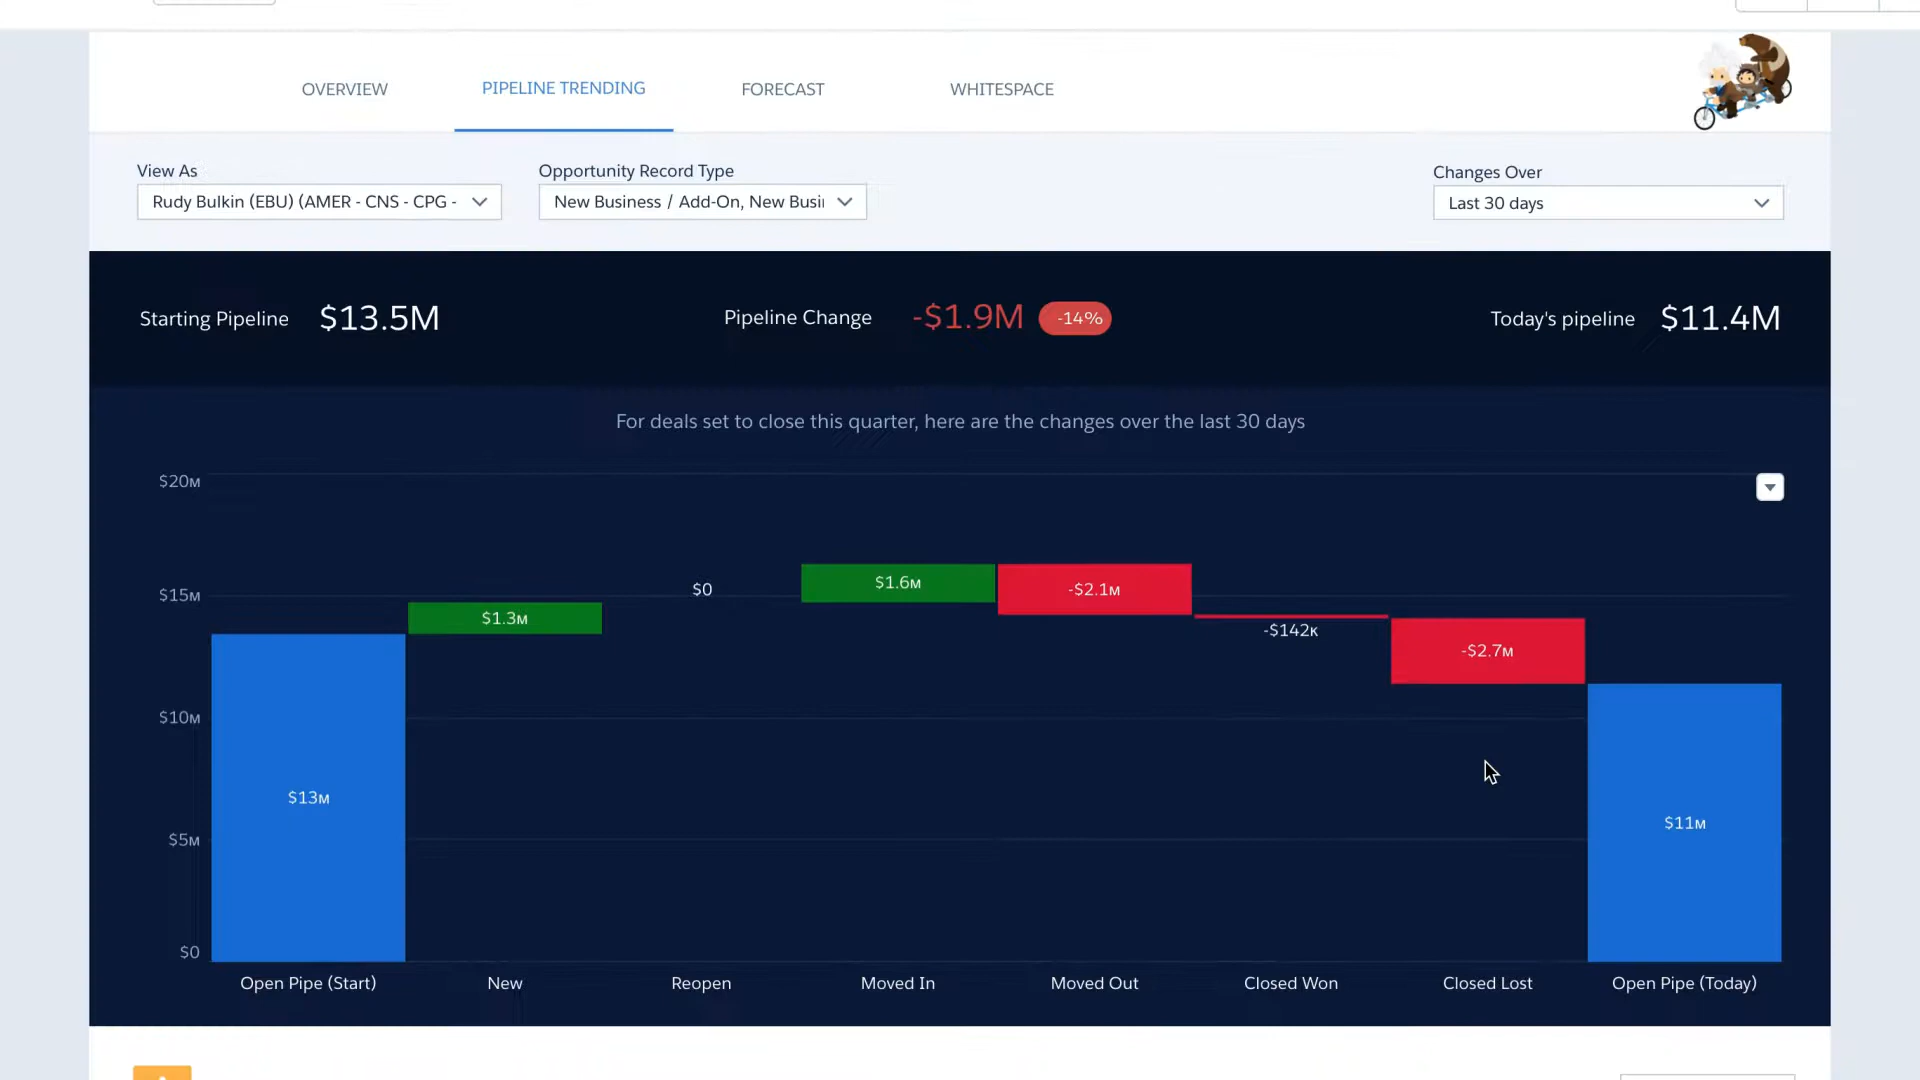 OVERVIEW
PIPELINE TRENDING
FORECAST
WHITESPACE
View As
Opportunity Record Type
Changes Over
Rudy Bulkin (EBU) (AMER - CNS - CPG -
New Business / Add-On, New Busi
Last 30 days
Starting Pipeline $13.5M
Pipeline Change -$1.9M -14%
Today's pipeline $11.4M
For deals set to close this quarter, here are the changes over the last 30 days
$20M
$15M
$10M
$5M
$0
$13M
$1.3M
$0
$1.6M
-$2.1M
-$142K
-$2.7M
$11M
Open Pipe (Start)
New
Reopen
Moved In
Moved Out
Closed Won
Closed Lost
Open Pipe (Today)